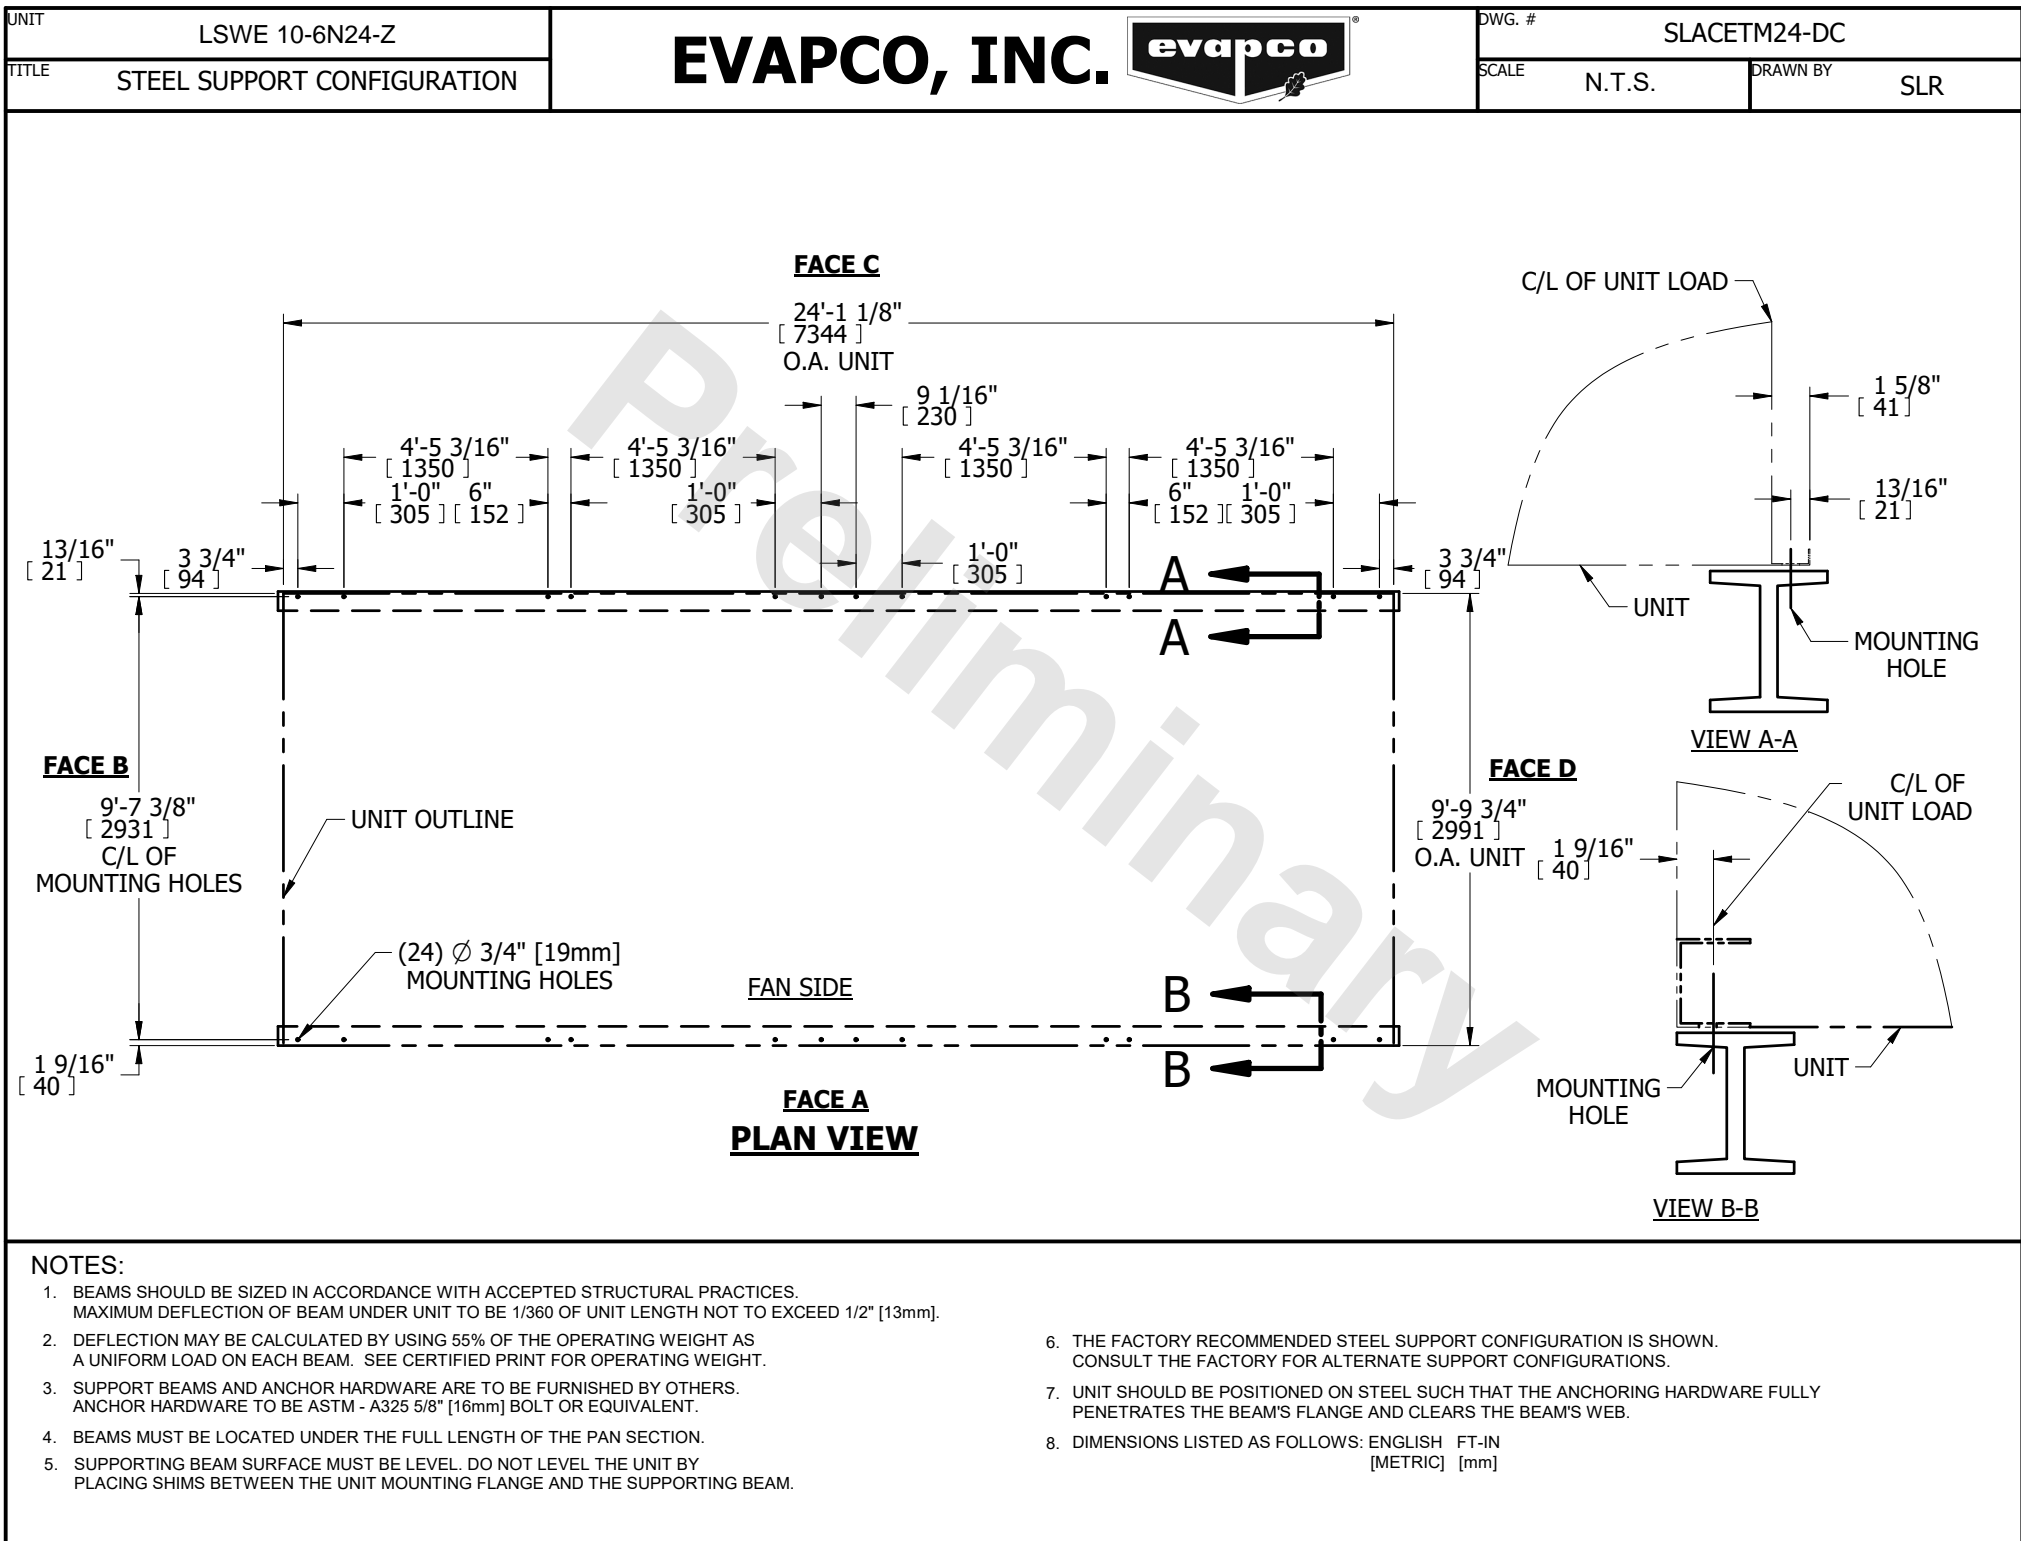 UNIT
LSWE 10-6N24-Z
TITLE
STEEL SUPPORT CONFIGURATION
EVAPCO, INC.
evapco
®
DWG. #
SLACETM24-DC
SCALE
N.T.S.
DRAWN BY
SLR
FACE C
24'-1 1/8"
[ 7344 ]
O.A. UNIT
9 1/16"
[ 230 ]
4'-5 3/16"
[ 1350 ]
4'-5 3/16"
[ 1350 ]
4'-5 3/16"
[ 1350 ]
4'-5 3/16"
[ 1350 ]
1'-0"
[ 305 ]
6"
[ 152 ]
1'-0"
[ 305 ]
6"
[ 152 ]
1'-0"
[ 305 ]
13/16"
[ 21 ]
3 3/4"
[ 94 ]
1'-0"
[ 305 ]
3 3/4"
[ 94 ]
A
A
FACE B
9'-7 3/8"
[ 2931 ]
C/L OF
MOUNTING HOLES
UNIT OUTLINE
(24) Ø 3/4" [19mm]
MOUNTING HOLES
FAN SIDE
B
B
1 9/16"
[ 40 ]
FACE A
PLAN VIEW
FACE D
9'-9 3/4"
[ 2991 ]
O.A. UNIT
Preliminary
C/L OF UNIT LOAD
1 5/8"
[ 41 ]
13/16"
[ 21 ]
UNIT
MOUNTING
HOLE
VIEW A-A
C/L OF
UNIT LOAD
1 9/16"
[ 40 ]
UNIT
MOUNTING
HOLE
VIEW B-B
NOTES:
1. BEAMS SHOULD BE SIZED IN ACCORDANCE WITH ACCEPTED STRUCTURAL PRACTICES.
MAXIMUM DEFLECTION OF BEAM UNDER UNIT TO BE 1/360 OF UNIT LENGTH NOT TO EXCEED 1/2" [13mm].
2. DEFLECTION MAY BE CALCULATED BY USING 55% OF THE OPERATING WEIGHT AS
A UNIFORM LOAD ON EACH BEAM. SEE CERTIFIED PRINT FOR OPERATING WEIGHT.
3. SUPPORT BEAMS AND ANCHOR HARDWARE ARE TO BE FURNISHED BY OTHERS.
ANCHOR HARDWARE TO BE ASTM - A325 5/8" [16mm] BOLT OR EQUIVALENT.
4. BEAMS MUST BE LOCATED UNDER THE FULL LENGTH OF THE PAN SECTION.
5. SUPPORTING BEAM SURFACE MUST BE LEVEL. DO NOT LEVEL THE UNIT BY
PLACING SHIMS BETWEEN THE UNIT MOUNTING FLANGE AND THE SUPPORTING BEAM.
6. THE FACTORY RECOMMENDED STEEL SUPPORT CONFIGURATION IS SHOWN.
CONSULT THE FACTORY FOR ALTERNATE SUPPORT CONFIGURATIONS.
7. UNIT SHOULD BE POSITIONED ON STEEL SUCH THAT THE ANCHORING HARDWARE FULLY
PENETRATES THE BEAM'S FLANGE AND CLEARS THE BEAM'S WEB.
8. DIMENSIONS LISTED AS FOLLOWS: ENGLISH FT-IN
[METRIC] [mm]